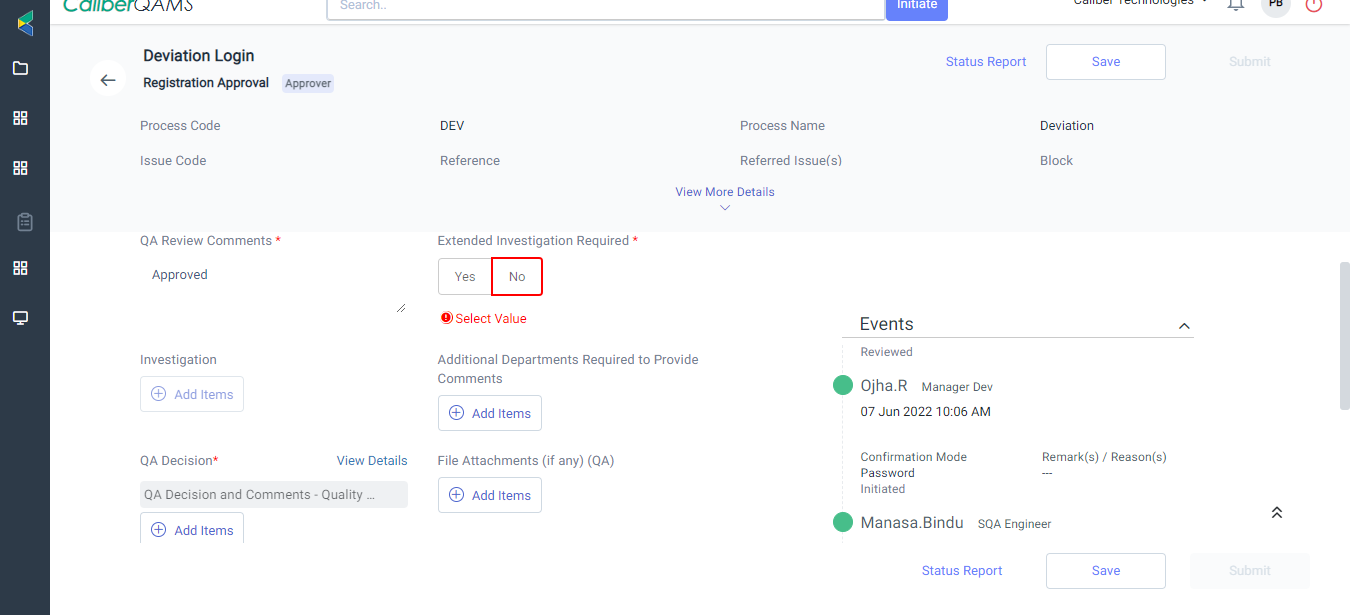 CaliberQAMS
Search..
Initiate
Caliber Technologies
PB
Deviation Login
Registration Approval Approver
Status Report
Save
Submit
Process Code
DEV
Process Name
Deviation
Issue Code
Reference
Referred Issue(s)
Block
View More Details
QA Review Comments *
Extended Investigation Required *
Approved
Yes
No
Select Value
Events
Reviewed
Investigation
Additional Departments Required to Provide
Comments
Add Items
Add Items
Ojha.R Manager Dev
07 Jun 2022 10:06 AM
QA Decision*
View Details
File Attachments (if any) (QA)
Confirmation Mode
Remark(s) / Reason(s)
Password
---
Initiated
QA Decision and Comments - Quality ...
Add Items
Add Items
Manasa.Bindu SQA Engineer
Status Report
Save
Submit